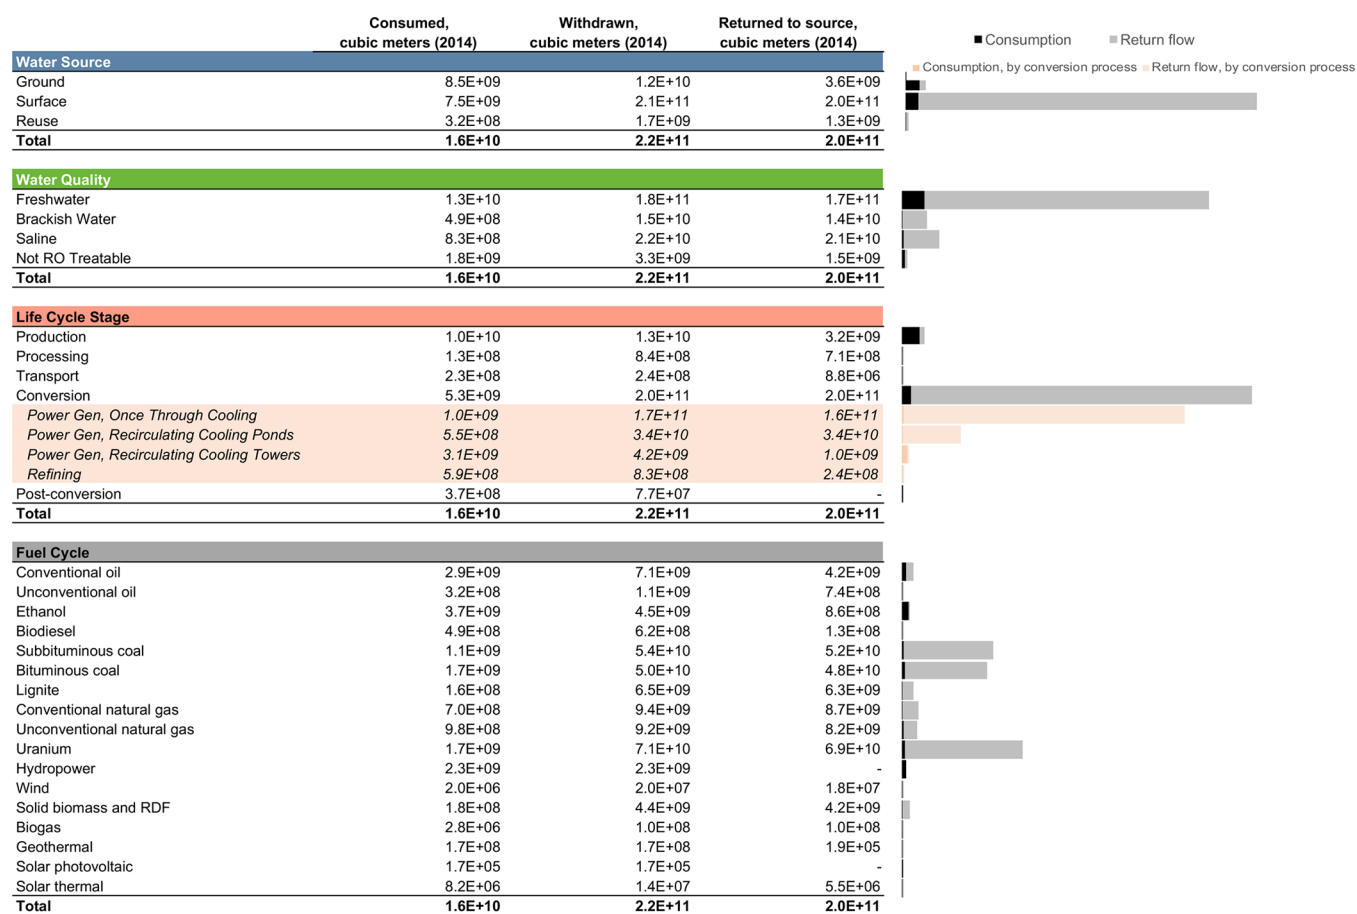 Consumed, Withdrawn, Returned to source,
cubic meters (2014) cubic meters (2014) cubic meters (2014)
Consumption Return flow
Consumption, by conversion process Return flow, by conversion process
Water Source
Ground 8.5E+09 1.2E+10 3.6E+09
Surface 7.5E+09 2.1E+11 2.0E+11
Reuse 3.2E+08 1.7E+09 1.3E+09
Total 1.6E+10 2.2E+11 2.0E+11
Water Quality
Freshwater 1.3E+10 1.8E+11 1.7E+11
Brackish Water 4.9E+08 1.5E+10 1.4E+10
Saline 8.3E+08 2.2E+10 2.1E+10
Not RO Treatable 1.8E+09 3.3E+09 1.5E+09
Total 1.6E+10 2.2E+11 2.0E+11
Life Cycle Stage
Production 1.0E+10 1.3E+10 3.2E+09
Processing 1.3E+08 8.4E+08 7.1E+08
Transport 2.3E+08 2.4E+08 8.8E+06
Conversion 5.3E+09 2.0E+11 2.0E+11
Power Gen, Once Through Cooling 1.0E+09 1.7E+11 1.6E+11
Power Gen, Recirculating Cooling Ponds 5.5E+08 3.4E+10 3.4E+10
Power Gen, Recirculating Cooling Towers 3.1E+09 4.2E+09 1.0E+09
Refining 5.9E+08 8.3E+08 2.4E+08
Post-conversion 3.7E+08 7.7E+07 -
Total 1.6E+10 2.2E+11 2.0E+11
Fuel Cycle
Conventional oil 2.9E+09 7.1E+09 4.2E+09
Unconventional oil 3.2E+08 1.1E+09 7.4E+08
Ethanol 3.7E+09 4.5E+09 8.6E+08
Biodiesel 4.9E+08 6.2E+08 1.3E+08
Subbituminous coal 1.1E+09 5.4E+10 5.2E+10
Bituminous coal 1.7E+09 5.0E+10 4.8E+10
Lignite 1.6E+08 6.5E+09 6.3E+09
Conventional natural gas 7.0E+08 9.4E+09 8.7E+09
Unconventional natural gas 9.8E+08 9.2E+09 8.2E+09
Uranium 1.7E+09 7.1E+10 6.9E+10
Hydropower 2.3E+09 2.3E+09 -
Wind 2.0E+06 2.0E+07 1.8E+07
Solid biomass and RDF 1.8E+08 4.4E+09 4.2E+09
Biogas 2.8E+06 1.0E+08 1.0E+08
Geothermal 1.7E+08 1.7E+08 1.9E+05
Solar photovoltaic 1.7E+05 1.7E+05 -
Solar thermal 8.2E+06 1.4E+07 5.5E+06
Total 1.6E+10 2.2E+11 2.0E+11